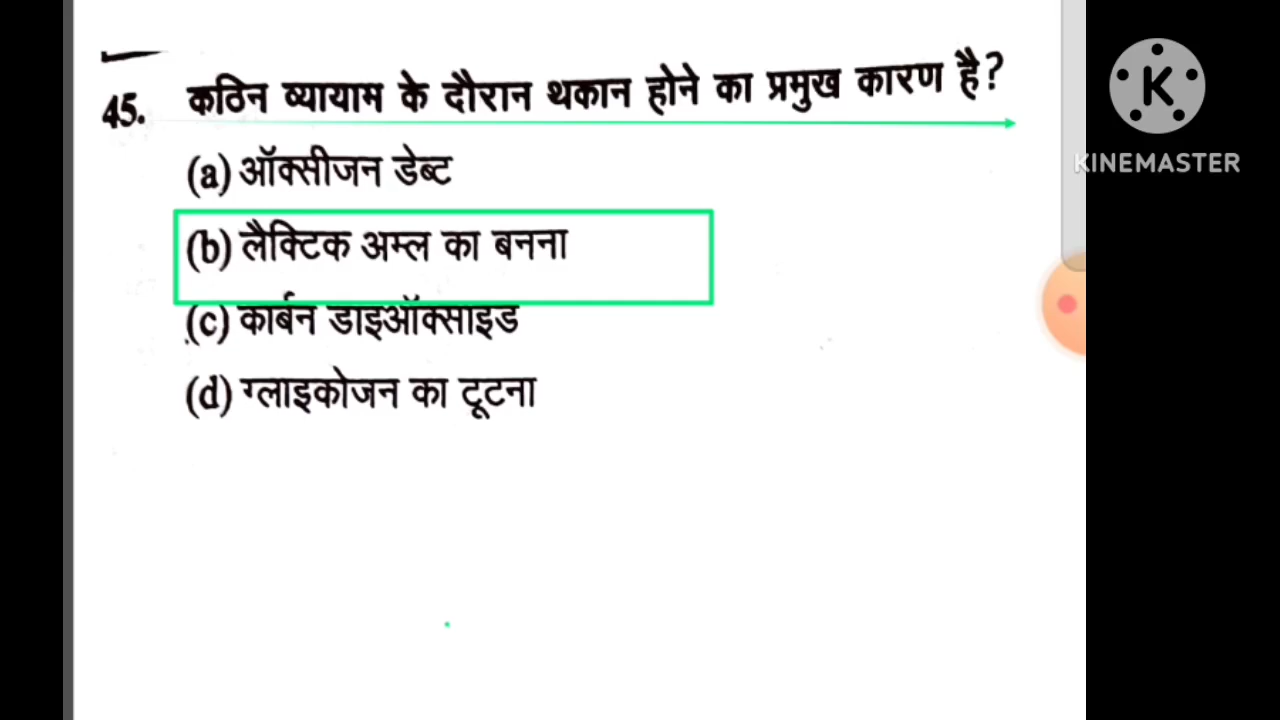 45. कठिन व्यायाम के दौरान थकान होने का प्रमुख कारण है?
(a) ऑक्सीजन डेब्ट
(b) लैक्टिक अम्ल का बनना
(c) कार्बन डाइऑक्साइड
(d) ग्लाइकोजन का टूटना
K
KINEMASTER